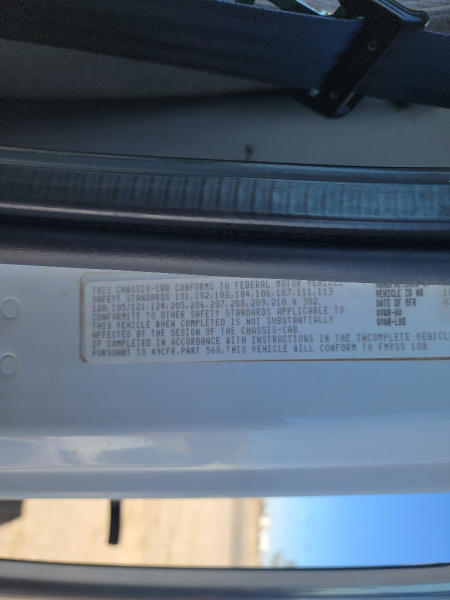 THIS CHASSIS-CAB CONFORMS TO FEDERAL MOTOR VEHICLE
SAFETY STANDARDS 101,102,103,104,106,107,111,113
120,105/121,124,205,206,207,208,209,210 & 302
CONFORMITY TO OTHER SAFETY STANDARDS APPLICABLE TO
THIS VEHICLE WHEN COMPLETED IS NOT SUBSTANTIALLY
AFFECTED BY THE DESIGN OF THE CHASSIS-CAB.
IF COMPLETED IN ACCORDANCE WITH INSTRUCTIONS IN THE INCOMPLETE VEHICLE
PURSUANT TO 49CFR,PART 568,THIS VEHICLE WILL CONFORM TO FMVSS 108.
VEHICLE ID NO
DATE OF MFR
GVWR-KG
GVWR-LBS